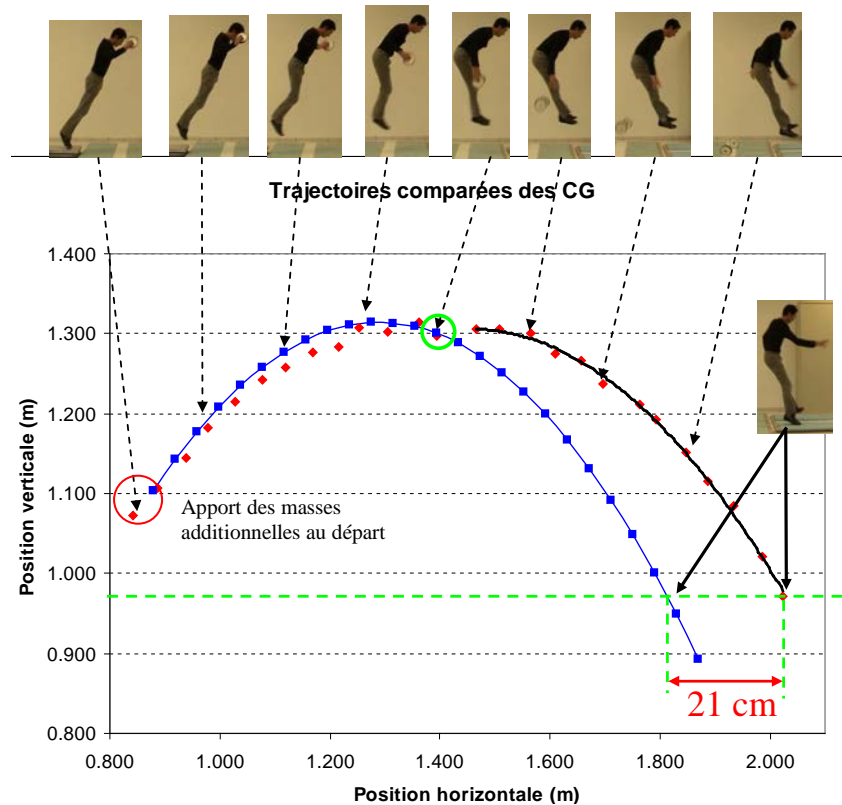 Trajectoires comparées des CG
1.400
1.300
1.200
1.100
1.000
0.900
0.800
Position verticale (m)
Apport des masses
additionnelles au départ
21 cm
0.800 1.000 1.200 1.400 1.600 1.800 2.000
Position horizontale (m)